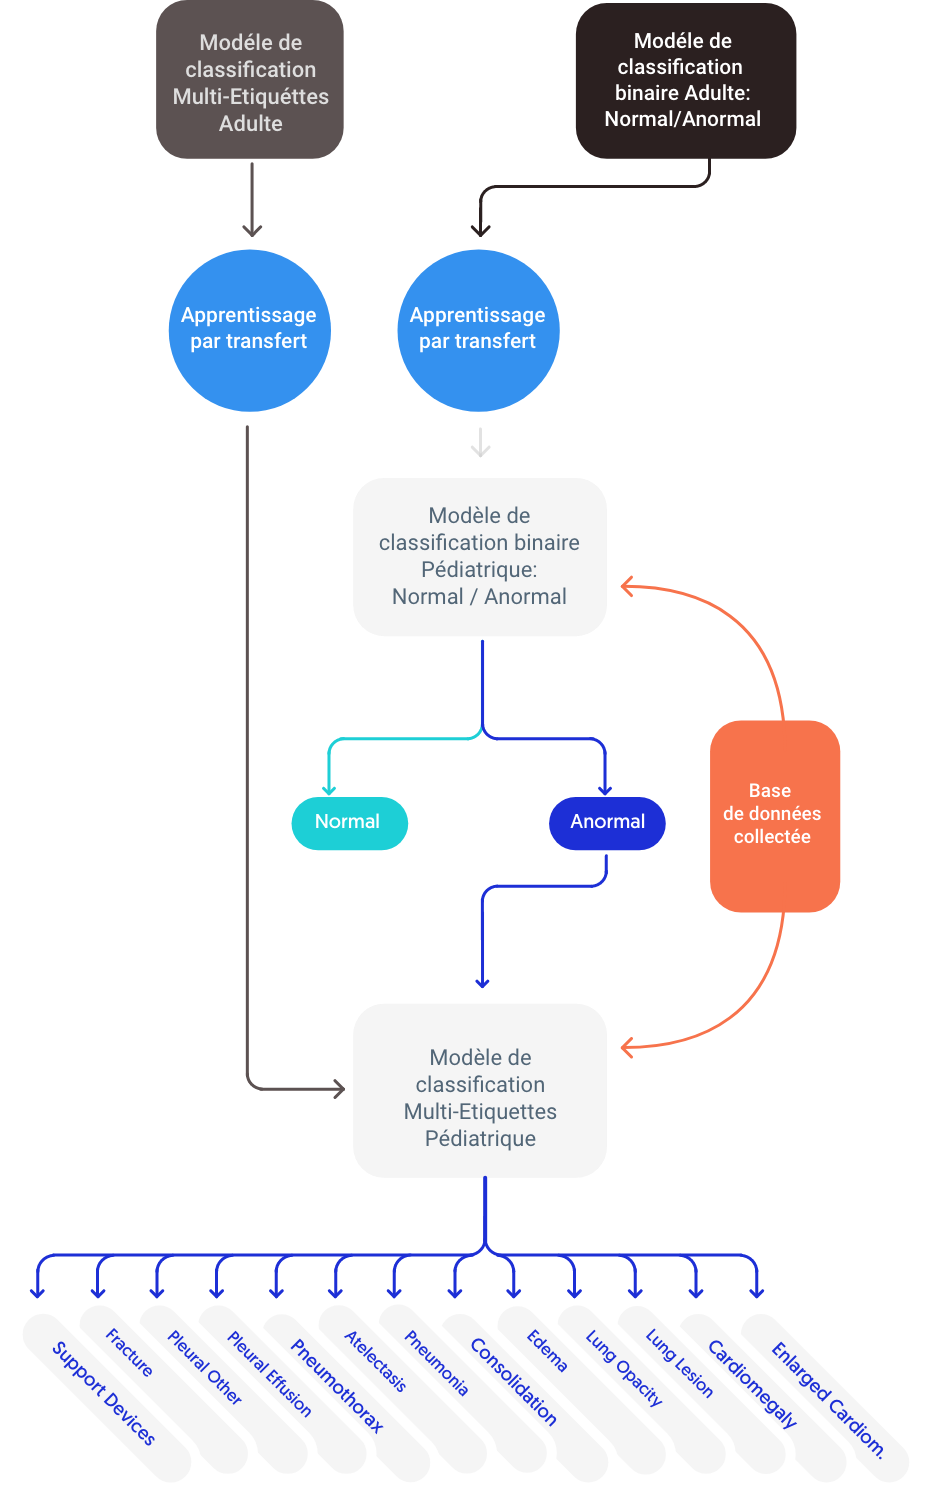 Modéle de
classification
Multi-Etiquéttes
Adulte
Modéle de
classification
binaire Adulte:
Normal/Anormal
Apprentissage
par transfert
Apprentissage
par transfert
Modèle de
classification binaire
Pédiatrique:
Normal / Anormal
Normal
Anormal
Base
de données
collectée
Modèle de
classification
Multi-Etiquettes
Pédiatrique
Support Devices
Fracture
Pleural Other
Pleural Effusion
Pneumothorax
Atelectasis
Pneumonia
Consolidation
Edema
Lung Opacity
Lung Lesion
Cardiomegaly
Enlarged Cardiom.